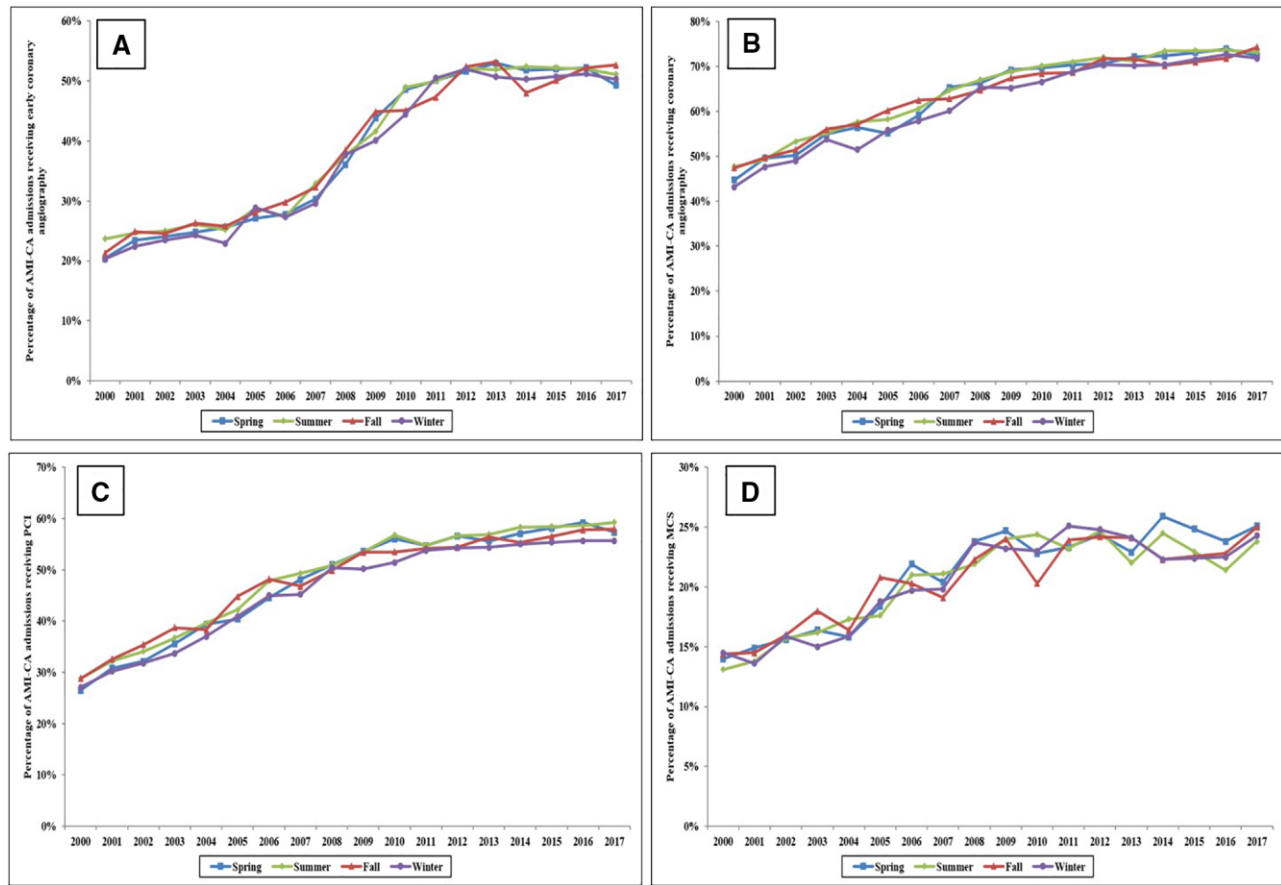 A
Percentage of AMI-CA admissions receiving early coronary
angiography
60%
50%
40%
30%
20%
10%
0%
2000 2001 2002 2003 2004 2005 2006 2007 2008 2009 2010 2011 2012 2013 2014 2015 2016 2017
Spring Summer Fall Winter
B
Percentage of AMI-CA admissions receiving coronary
angiography
80%
70%
60%
50%
40%
30%
20%
10%
0%
2000 2001 2002 2003 2004 2005 2006 2007 2008 2009 2010 2011 2012 2013 2014 2015 2016 2017
Spring Summer Fall Winter
C
Percentage of AMI-CA admissions receiving PCI
70%
60%
50%
40%
30%
20%
10%
0%
2000 2001 2002 2003 2004 2005 2006 2007 2008 2009 2010 2011 2012 2013 2014 2015 2016 2017
Spring Summer Fall Winter
D
Percentage of AMI-CA admissions receiving MCS
30%
25%
20%
15%
10%
5%
0%
2000 2001 2002 2003 2004 2005 2006 2007 2008 2009 2010 2011 2012 2013 2014 2015 2016 2017
Spring Summer Fall Winter